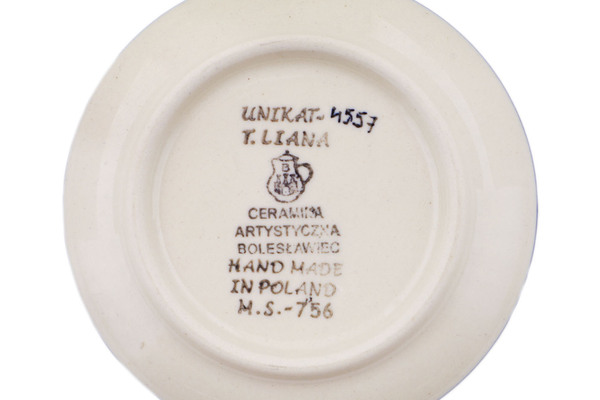 UNIKAT- 4557
T. LIANA
B
CERAMIKA
ARTYSTYCZNA
BOLESŁAWIEC
HAND MADE
IN POLAND
M.S.-756